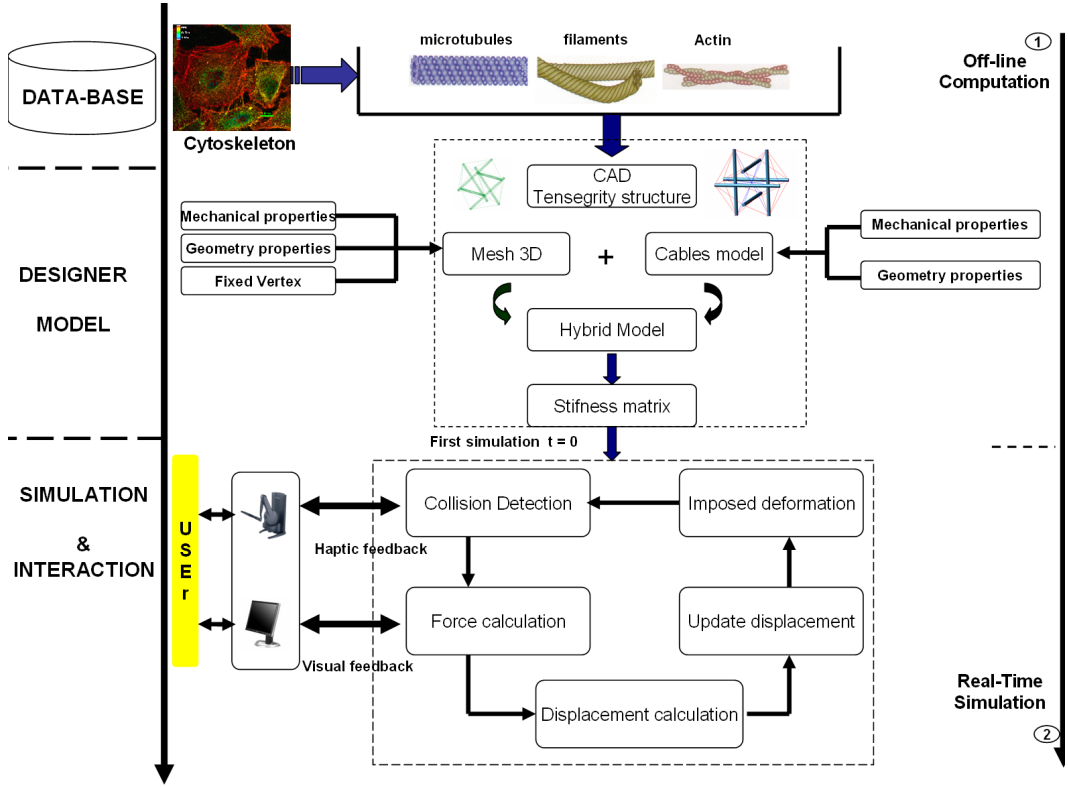 microtubules
filaments
Actin
1
Off-line
Computation
DATA-BASE
Cytoskeleton
CAD
Tensegrity structure
Mechanical properties
Geometry properties
Fixed Vertex
Mesh 3D
+
Cables model
Mechanical properties
Geometry properties
DESIGNER
MODEL
Hybrid Model
Stifness matrix
First simulation t = 0
SIMULATION
&
INTERACTION
USEr
Collision Detection
Imposed deformation
Haptic feedback
Force calculation
Update displacement
Visual feedback
Displacement calculation
Real-Time
Simulation
2